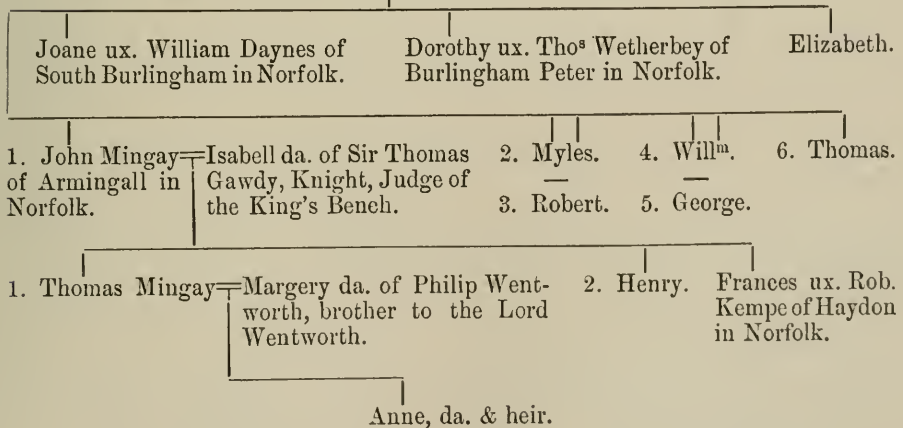 Joane ux. William Daynes of
South Burlingham in Norfolk.
Dorothy ux. Thoˢ Wetherbey of
Burlingham Peter in Norfolk.
Elizabeth.
1. John Mingay
of Armingall in
Norfolk.
Isabell da. of Sir Thomas
Gawdy, Knight, Judge of
the King's Bench.
2. Myles.
3. Robert.
4. Willᵐ.
5. George.
6. Thomas.
1. Thomas Mingay
Margery da. of Philip Went-
worth, brother to the Lord
Wentworth.
2. Henry.
Frances ux. Rob.
Kempe of Haydon
in Norfolk.
Anne, da. & heir.